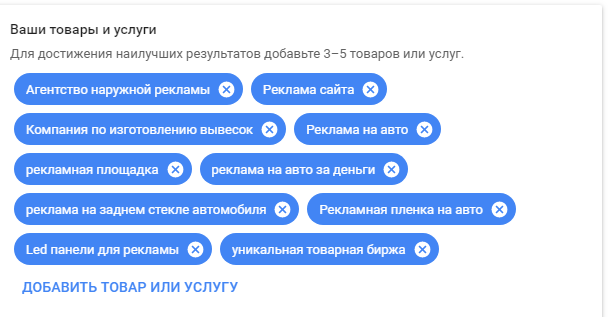 Ваши товары и услуги
Для достижения наилучших результатов добавьте 3–5 товаров или услуг.
Агентство наружной рекламы Реклама сайта
Компания по изготовлению вывесок Реклама на авто
рекламная площадка реклама на авто за деньги
реклама на заднем стекле автомобиля Рекламная пленка на авто
Led панели для рекламы уникальная товарная биржа
ДОБАВИТЬ ТОВАР ИЛИ УСЛУГУ